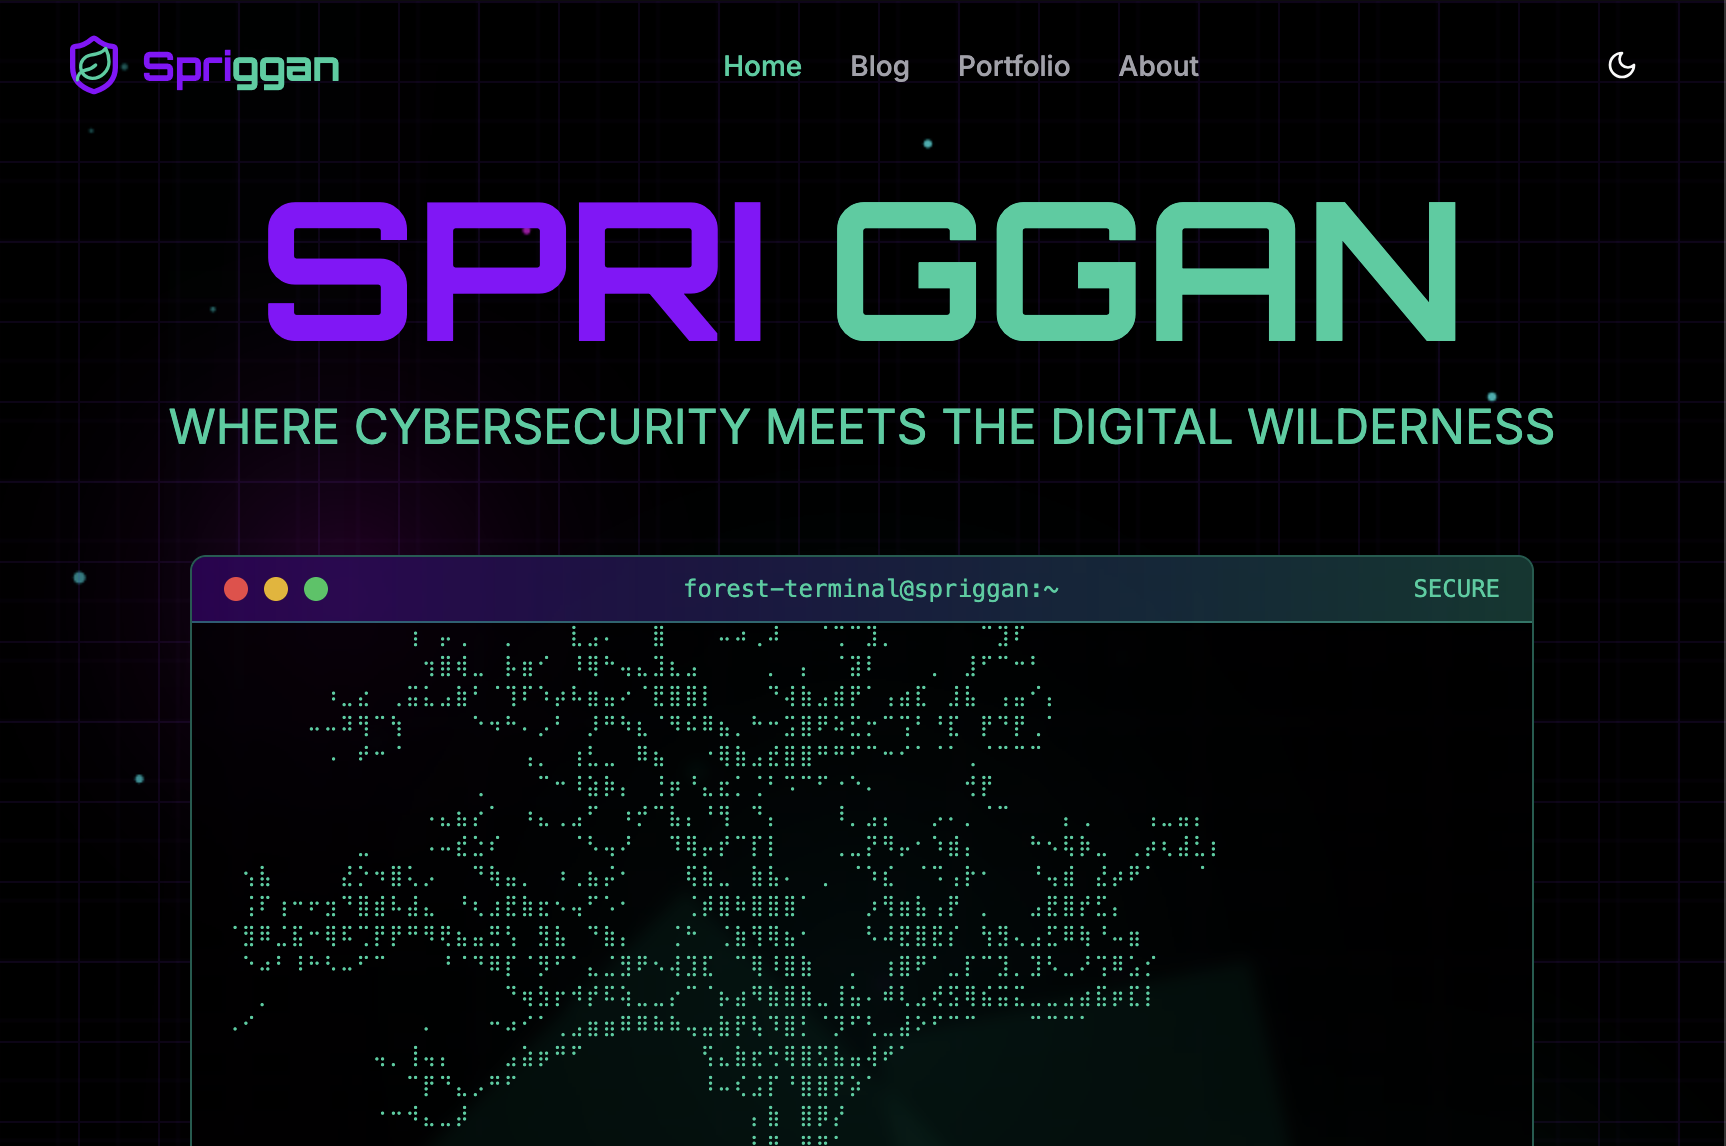 Spriggan
Home Blog Portfolio About
SPRI GGAN
WHERE CYBERSECURITY MEETS THE DIGITAL WILDERNESS
forest-terminal@spriggan:~ SECURE